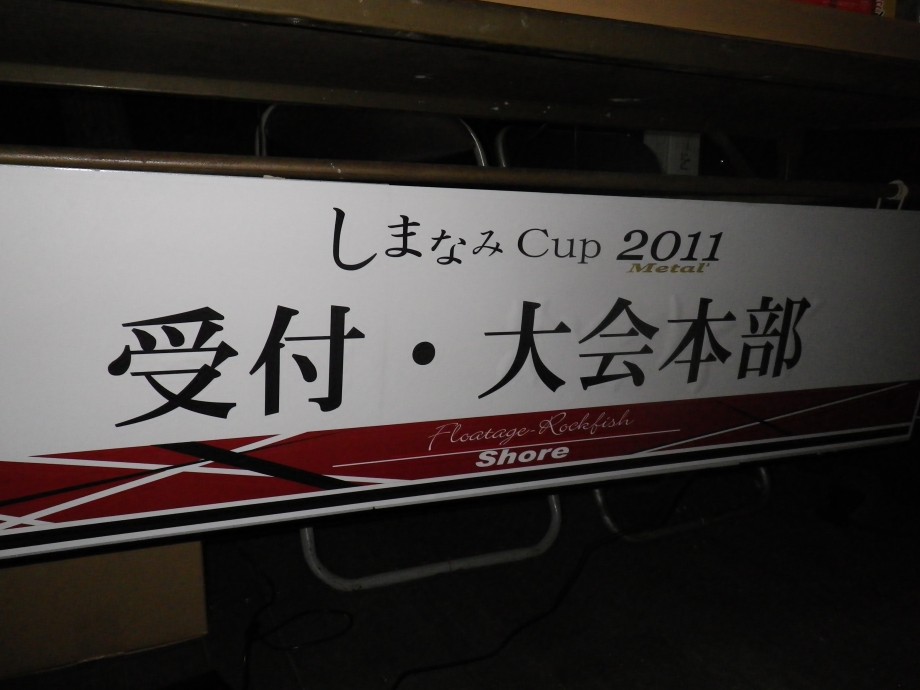 しまなみ Cup 2011
Metal
受付・大会本部
Floatage-Rockfish
Shore